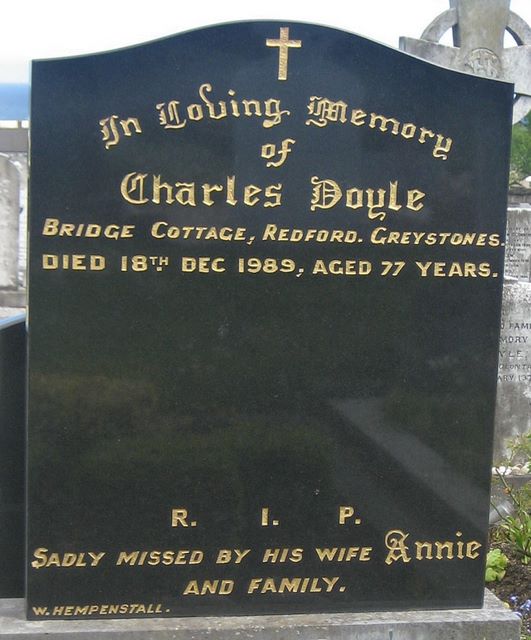 In Loving Memory
of
Charles Doyle
BRIDGE COTTAGE, REDFORD. GREYSTONES.
DIED 18TH DEC 1989, AGED 77 YEARS.
R. I. P.
SADLY MISSED BY HIS WIFE Annie
AND FAMILY.
W. HEMPENSTALL.